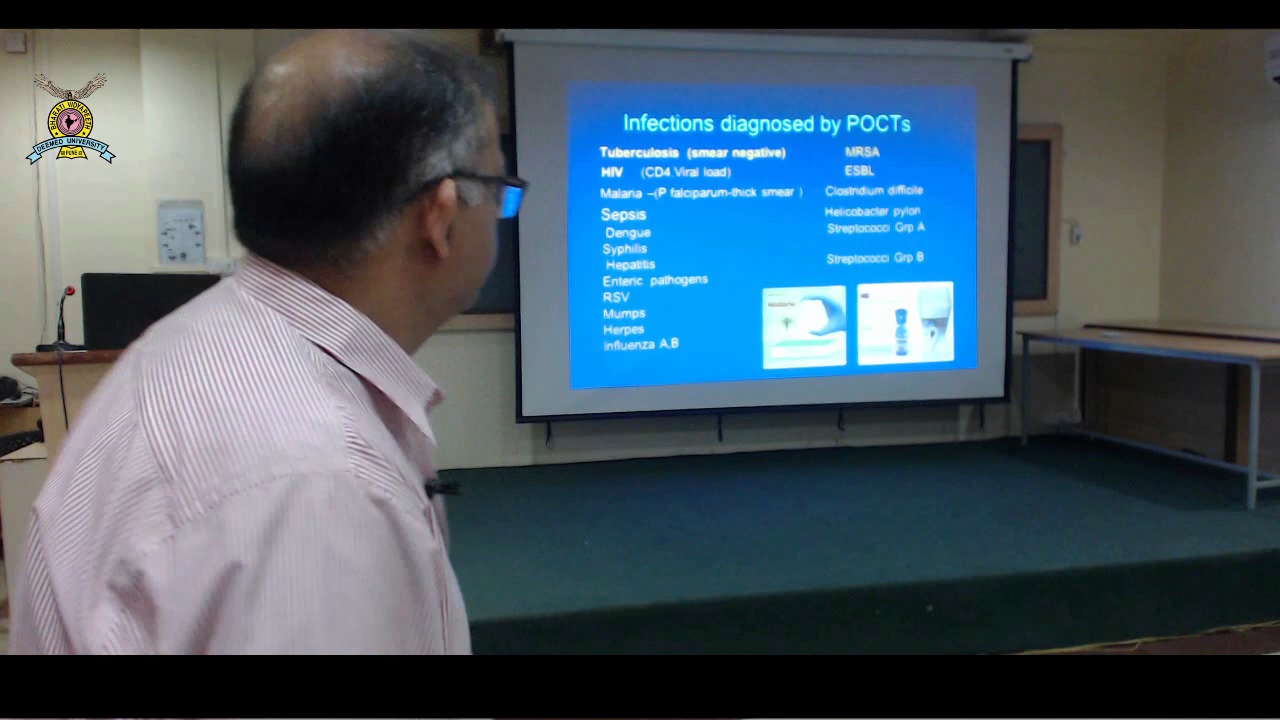 BHARATI VIDYAPEETH
DEEMED UNIVERSITY
Infections diagnosed by POCTs
Tuberculosis (smear negative)
HIV (CD4 Viral load)
Malaria –(P falciparum-thick smear )
Sepsis
Dengue
Syphilis
Hepatitis
Enteric pathogens
RSV
Mumps
Herpes
Influenza A,B
MRSA
ESBL
Clostridium difficile
Helicobacter pylori
Streptococci Grp A
Streptococci Grp B